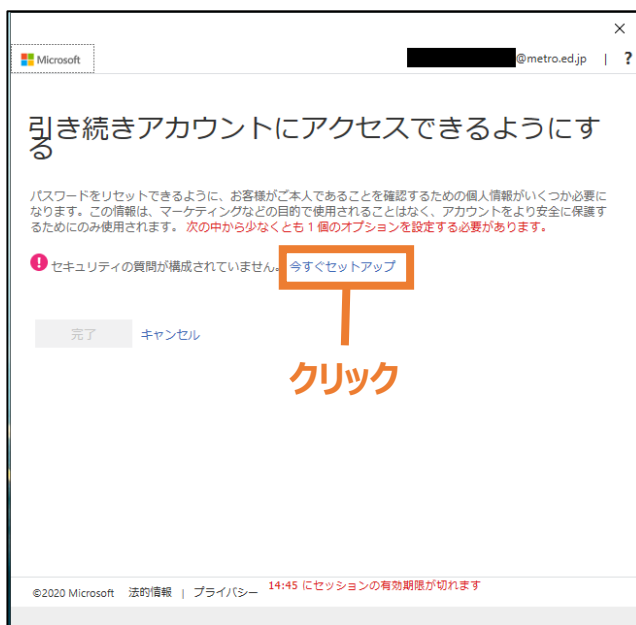 ×
Microsoft
@metro.ed.jp | ?
引き続きアカウントにアクセスできるようにす
る
パスワードをリセットできるように、お客様がご本人であることを確認するための個人情報がいくつか必要に
なります。この情報は、マーケティングなどの目的で使用されることはなく、アカウントをより安全に保護す
るためにのみ使用されます。 次の中から少なくとも 1 個のオプションを設定する必要があります。
! セキュリティの質問が構成されていません。 今すぐセットアップ
完了 キャンセル
クリック
©2020 Microsoft 法的情報 | プライバシー 14:45 にセッションの有効期限が切れます